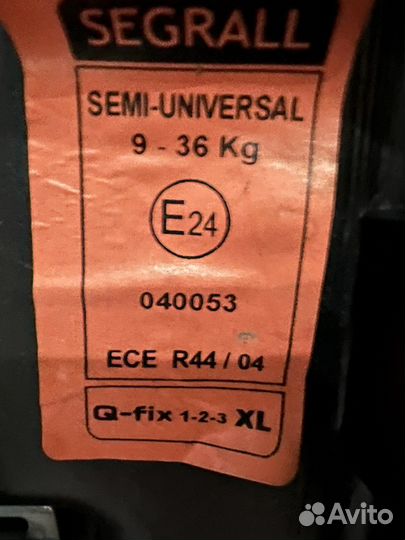 SEGRALL
SEMI-UNIVERSAL
9 - 36 Kg
E24
040053
ECE R44 / 04
Q-fix 1-2-3 XL
Avito